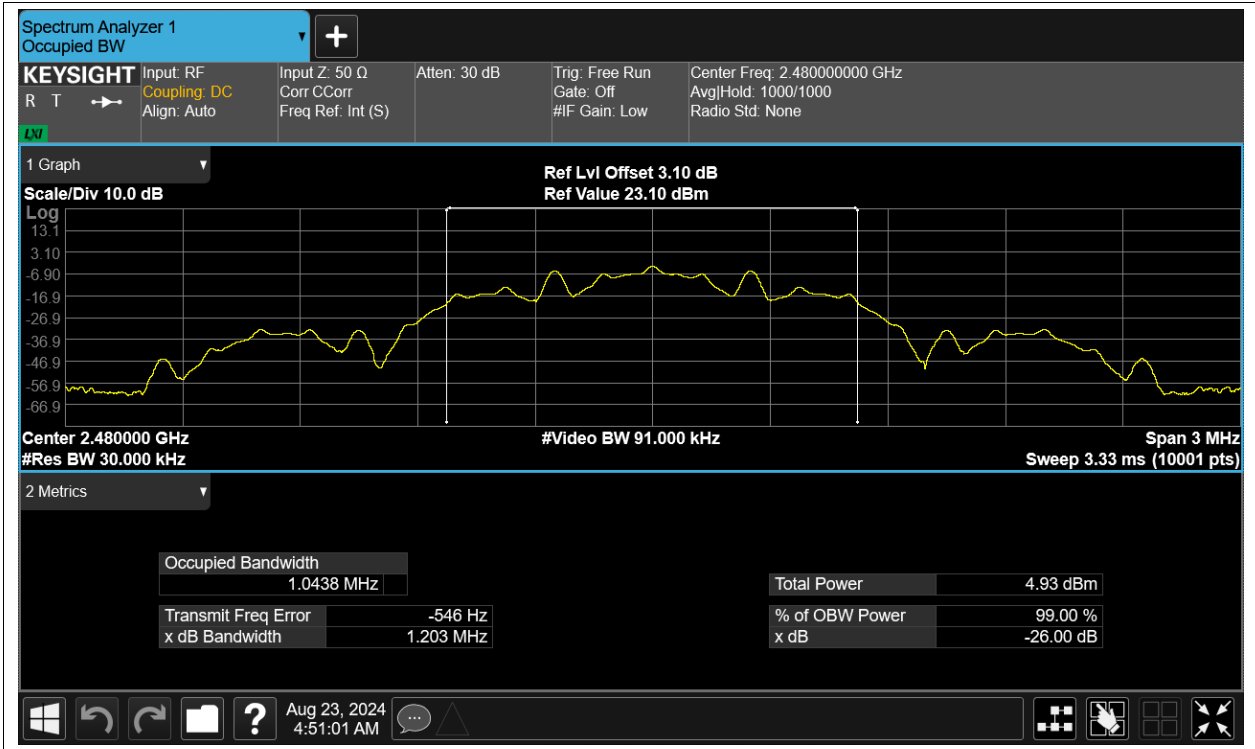 Spectrum Analyzer 1
Occupied BW
KEYSIGHT
R T
LXI
Input: RF
Coupling: DC
Align: Auto
Input Z: 50 Ω
Corr CCorr
Freq Ref: Int (S)
Atten: 30 dB
Trig: Free Run
Gate: Off
#IF Gain: Low
Center Freq: 2.480000000 GHz
Avg|Hold: 1000/1000
Radio Std: None
1 Graph
Scale/Div 10.0 dB
Ref Lvl Offset 3.10 dB
Ref Value 23.10 dBm
Log
13.1
3.10
-6.90
-16.9
-26.9
-36.9
-46.9
-56.9
-66.9
Center 2.480000 GHz
#Res BW 30.000 kHz
#Video BW 91.000 kHz
Span 3 MHz
Sweep 3.33 ms (10001 pts)
2 Metrics
Occupied Bandwidth
1.0438 MHz
Transmit Freq Error -546 Hz
x dB Bandwidth 1.203 MHz
Total Power 4.93 dBm
% of OBW Power 99.00 %
x dB -26.00 dB
?
Aug 23, 2024
4:51:01 AM